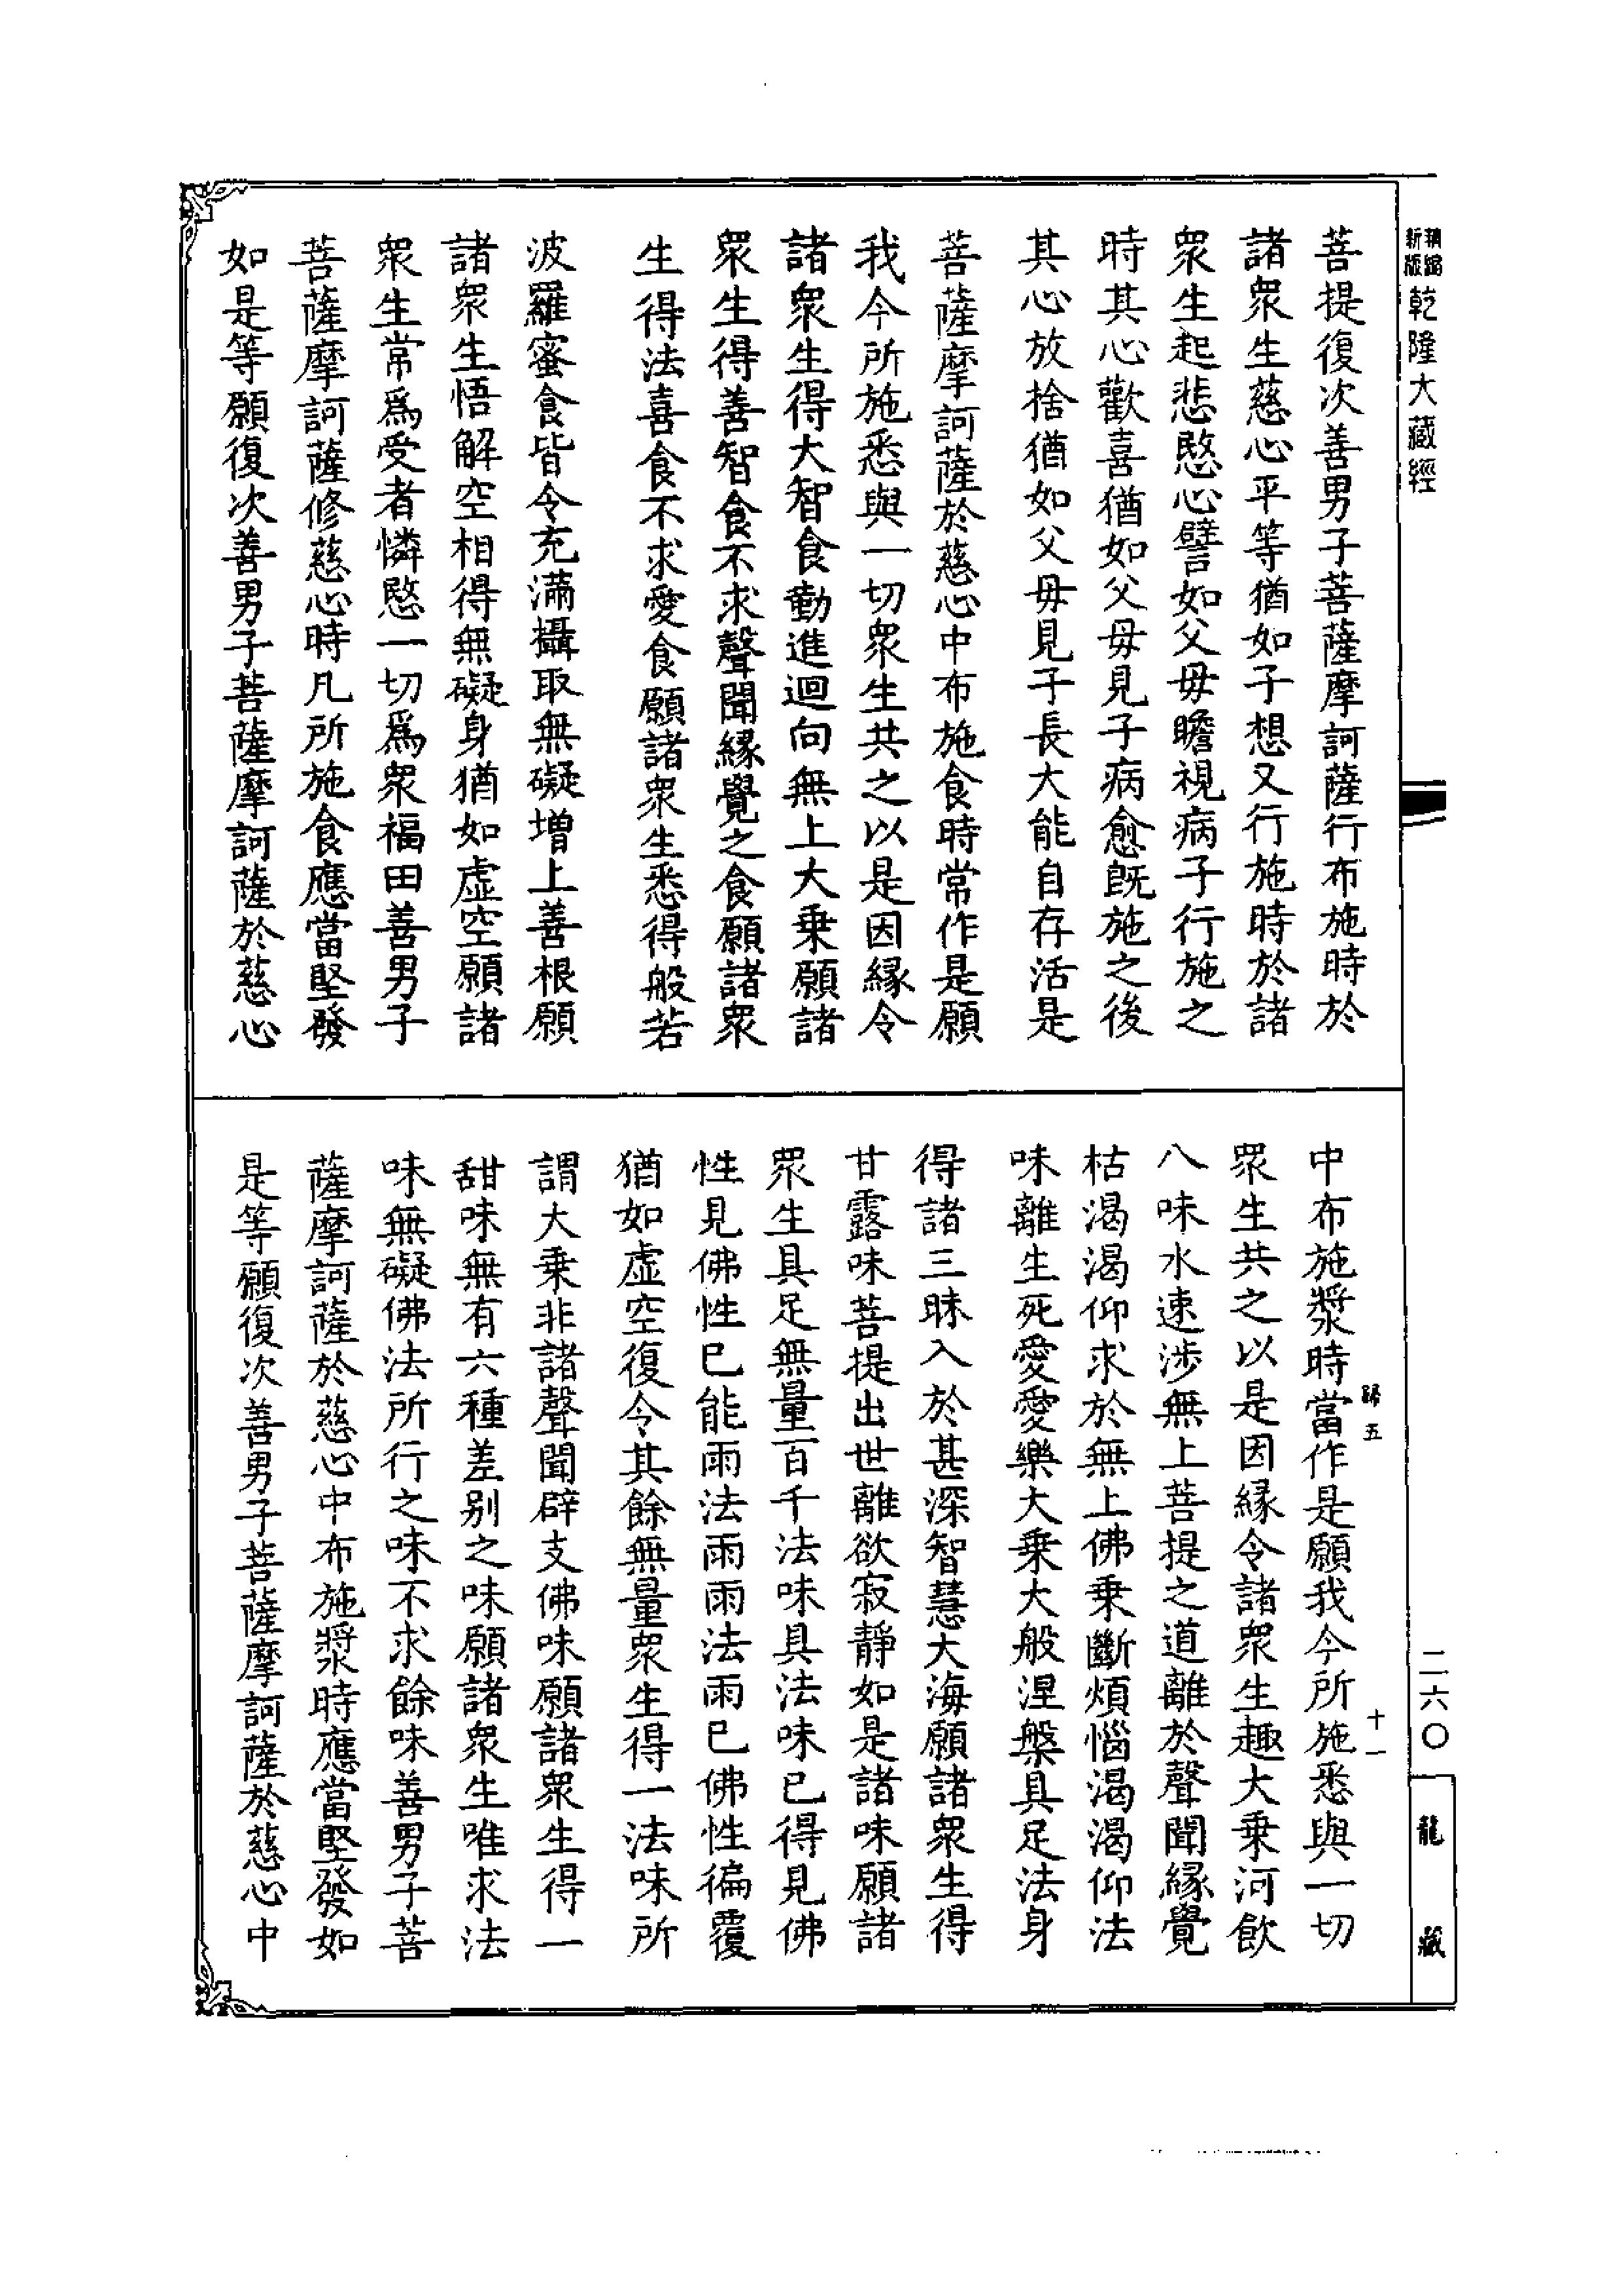 新版精縮乾隆大藏經
菩提復次善男子菩薩摩訶薩行布施時於
諸衆生慈心平等猶如子想又行施時於諸
衆生起悲愍心譬如父母瞻視病子行施之
時其心歡喜猶如父母見子病愈既施之後
其心放捨猶如父母見子長大能自存活是
菩薩摩訶薩於慈心中布施食時常作是願
我今所施悉與一切衆生共之以是因緣令
諸衆生得大智食勤進迴向無上大乗願諸
衆生得善智食不求聲聞緣覺之食願諸衆
生得法喜食不求愛食願諸衆生悉得般若
波羅蜜食皆令充滿攝取無礙增上善根願
諸衆生悟解空相得無礙身猶如虛空願諸
衆生常爲受者憐愍一切爲衆福田善男子
菩薩摩訶薩修慈心時凡所施食應當堅發
如是等願復次善男子菩薩摩訶薩於慈心
中布施漿時當作是願我今所施悉與一切
衆生共之以是因緣令諸衆生趣大乗河飲
八味水速涉無上菩提之道離於聲聞緣覺
枯渴渴仰求於無上佛乗斷煩惱渴渴仰法
味離生死愛愛樂大乗大般涅槃具足法身
得諸三昧入於甚深智慧大海願諸衆生得
甘露味菩提出世離欲寂靜如是諸味願諸
衆生具足無量百千法味具法味已得見佛
性見佛性已能雨法雨雨法雨已佛性徧覆
猶如虛空復令其餘無量衆生得一法味所
謂大乗非諸聲聞辟支佛味願諸衆生得一
甜味無有六種差别之味願諸衆生唯求法
味無礙佛法所行之味不求餘味善男子菩
薩摩訶薩於慈心中布施漿時應當堅發如
是等願復次善男子菩薩摩訶薩於慈心中
歸五
十一
二六〇
龍藏